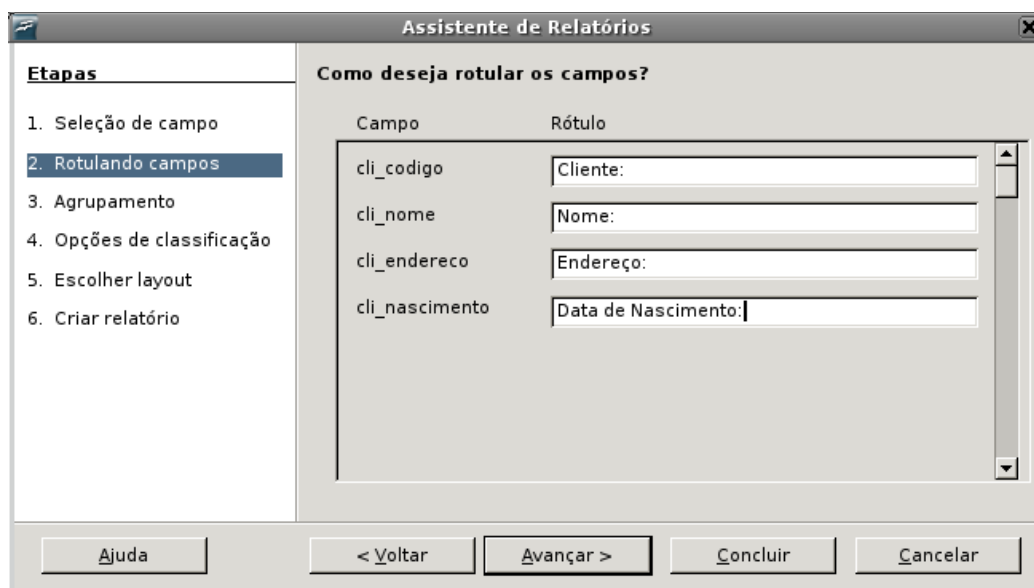 Assistente de Relatórios
Etapas
1. Seleção de campo
2. Rotulando campos
3. Agrupamento
4. Opções de classificação
5. Escolher layout
6. Criar relatório
Como deseja rotular os campos?
Campo Rótulo
cli_codigo Cliente:
cli_nome Nome:
cli_endereco Endereço:
cli_nascimento Data de Nascimento:
Ajuda < Voltar Avançar > Concluir Cancelar